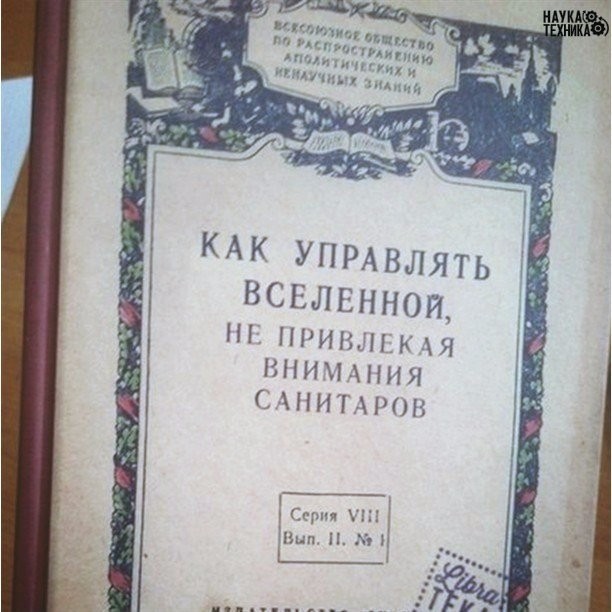 НАУКА
ТЕХНИКА
ВСЕСОЮЗНОЕ ОБЩЕСТВО
ПО РАСПРОСТРАНЕНИЮ
АПОЛИТИЧЕСКИХ И
НЕНАУЧНЫХ ЗНАНИЙ
КАК УПРАВЛЯТЬ
ВСЕЛЕННОЙ,
НЕ ПРИВЛЕКАЯ
ВНИМАНИЯ
САНИТАРОВ
Серия VIII
Вып. II. № 1
Libra